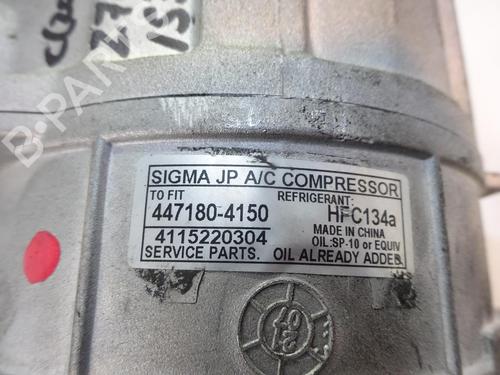 SIGMA JP A/C COMPRESSOR
TO FIT REFRIGERANT:
447180-4150 HFC134a
MADE IN CHINA
4115220304 OIL:SP-10 or EQUIV
SERVICE PARTS. OIL ALREADY ADDED.
B-PARTS